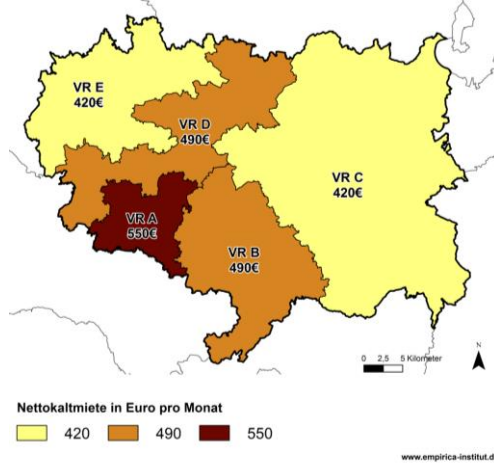 VR E
420€
VR D
490€
VR C
420€
VR A
550€
VR B
490€
0 2,5 5 Kilometer
N
Nettokaltmiete in Euro pro Monat
420 490 550
www.empirica-institut.d